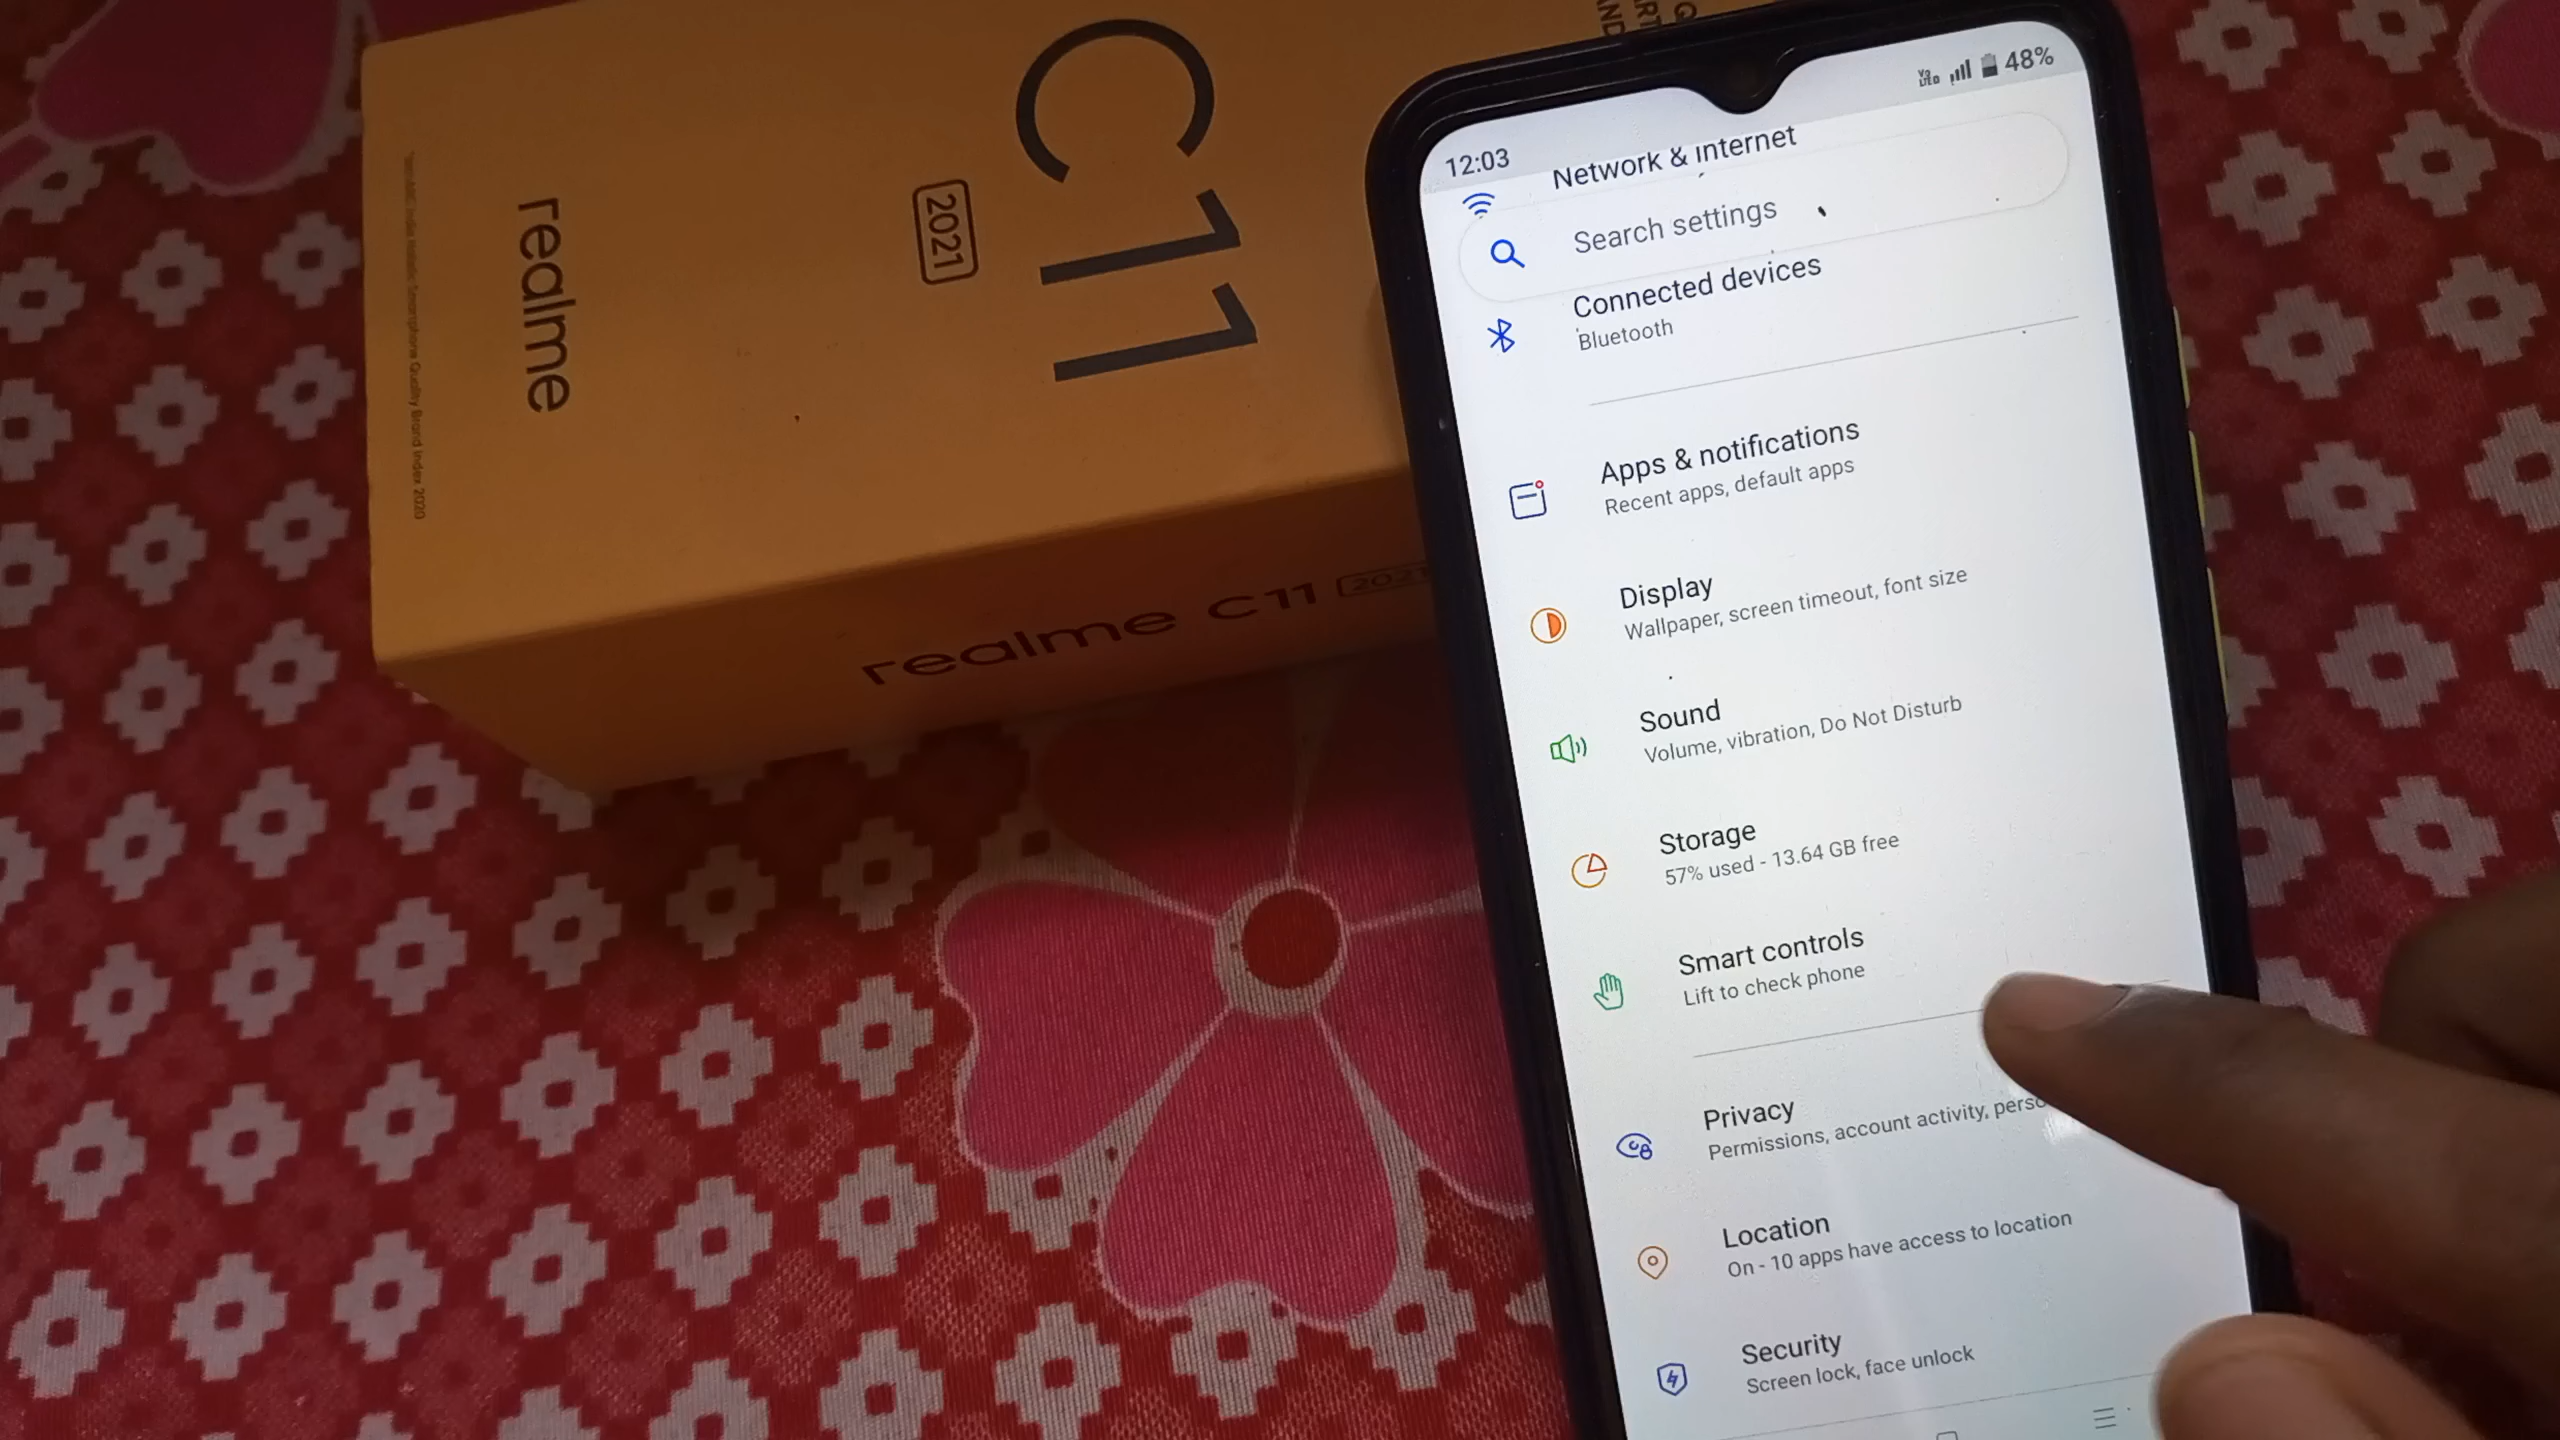 C11
2021
realme
realme C11 2021
12:03
48%
Network & internet
Search settings
Connected devices
Bluetooth
Apps & notifications
Recent apps, default apps
Display
Wallpaper, screen timeout, font size
Sound
Volume, vibration, Do Not Disturb
Storage
57% used - 13.64 GB free
Smart controls
Lift to check phone
Privacy
Permissions, account activity,
Location
On - 10 apps have access to location
Security
Screen lock, face unlock